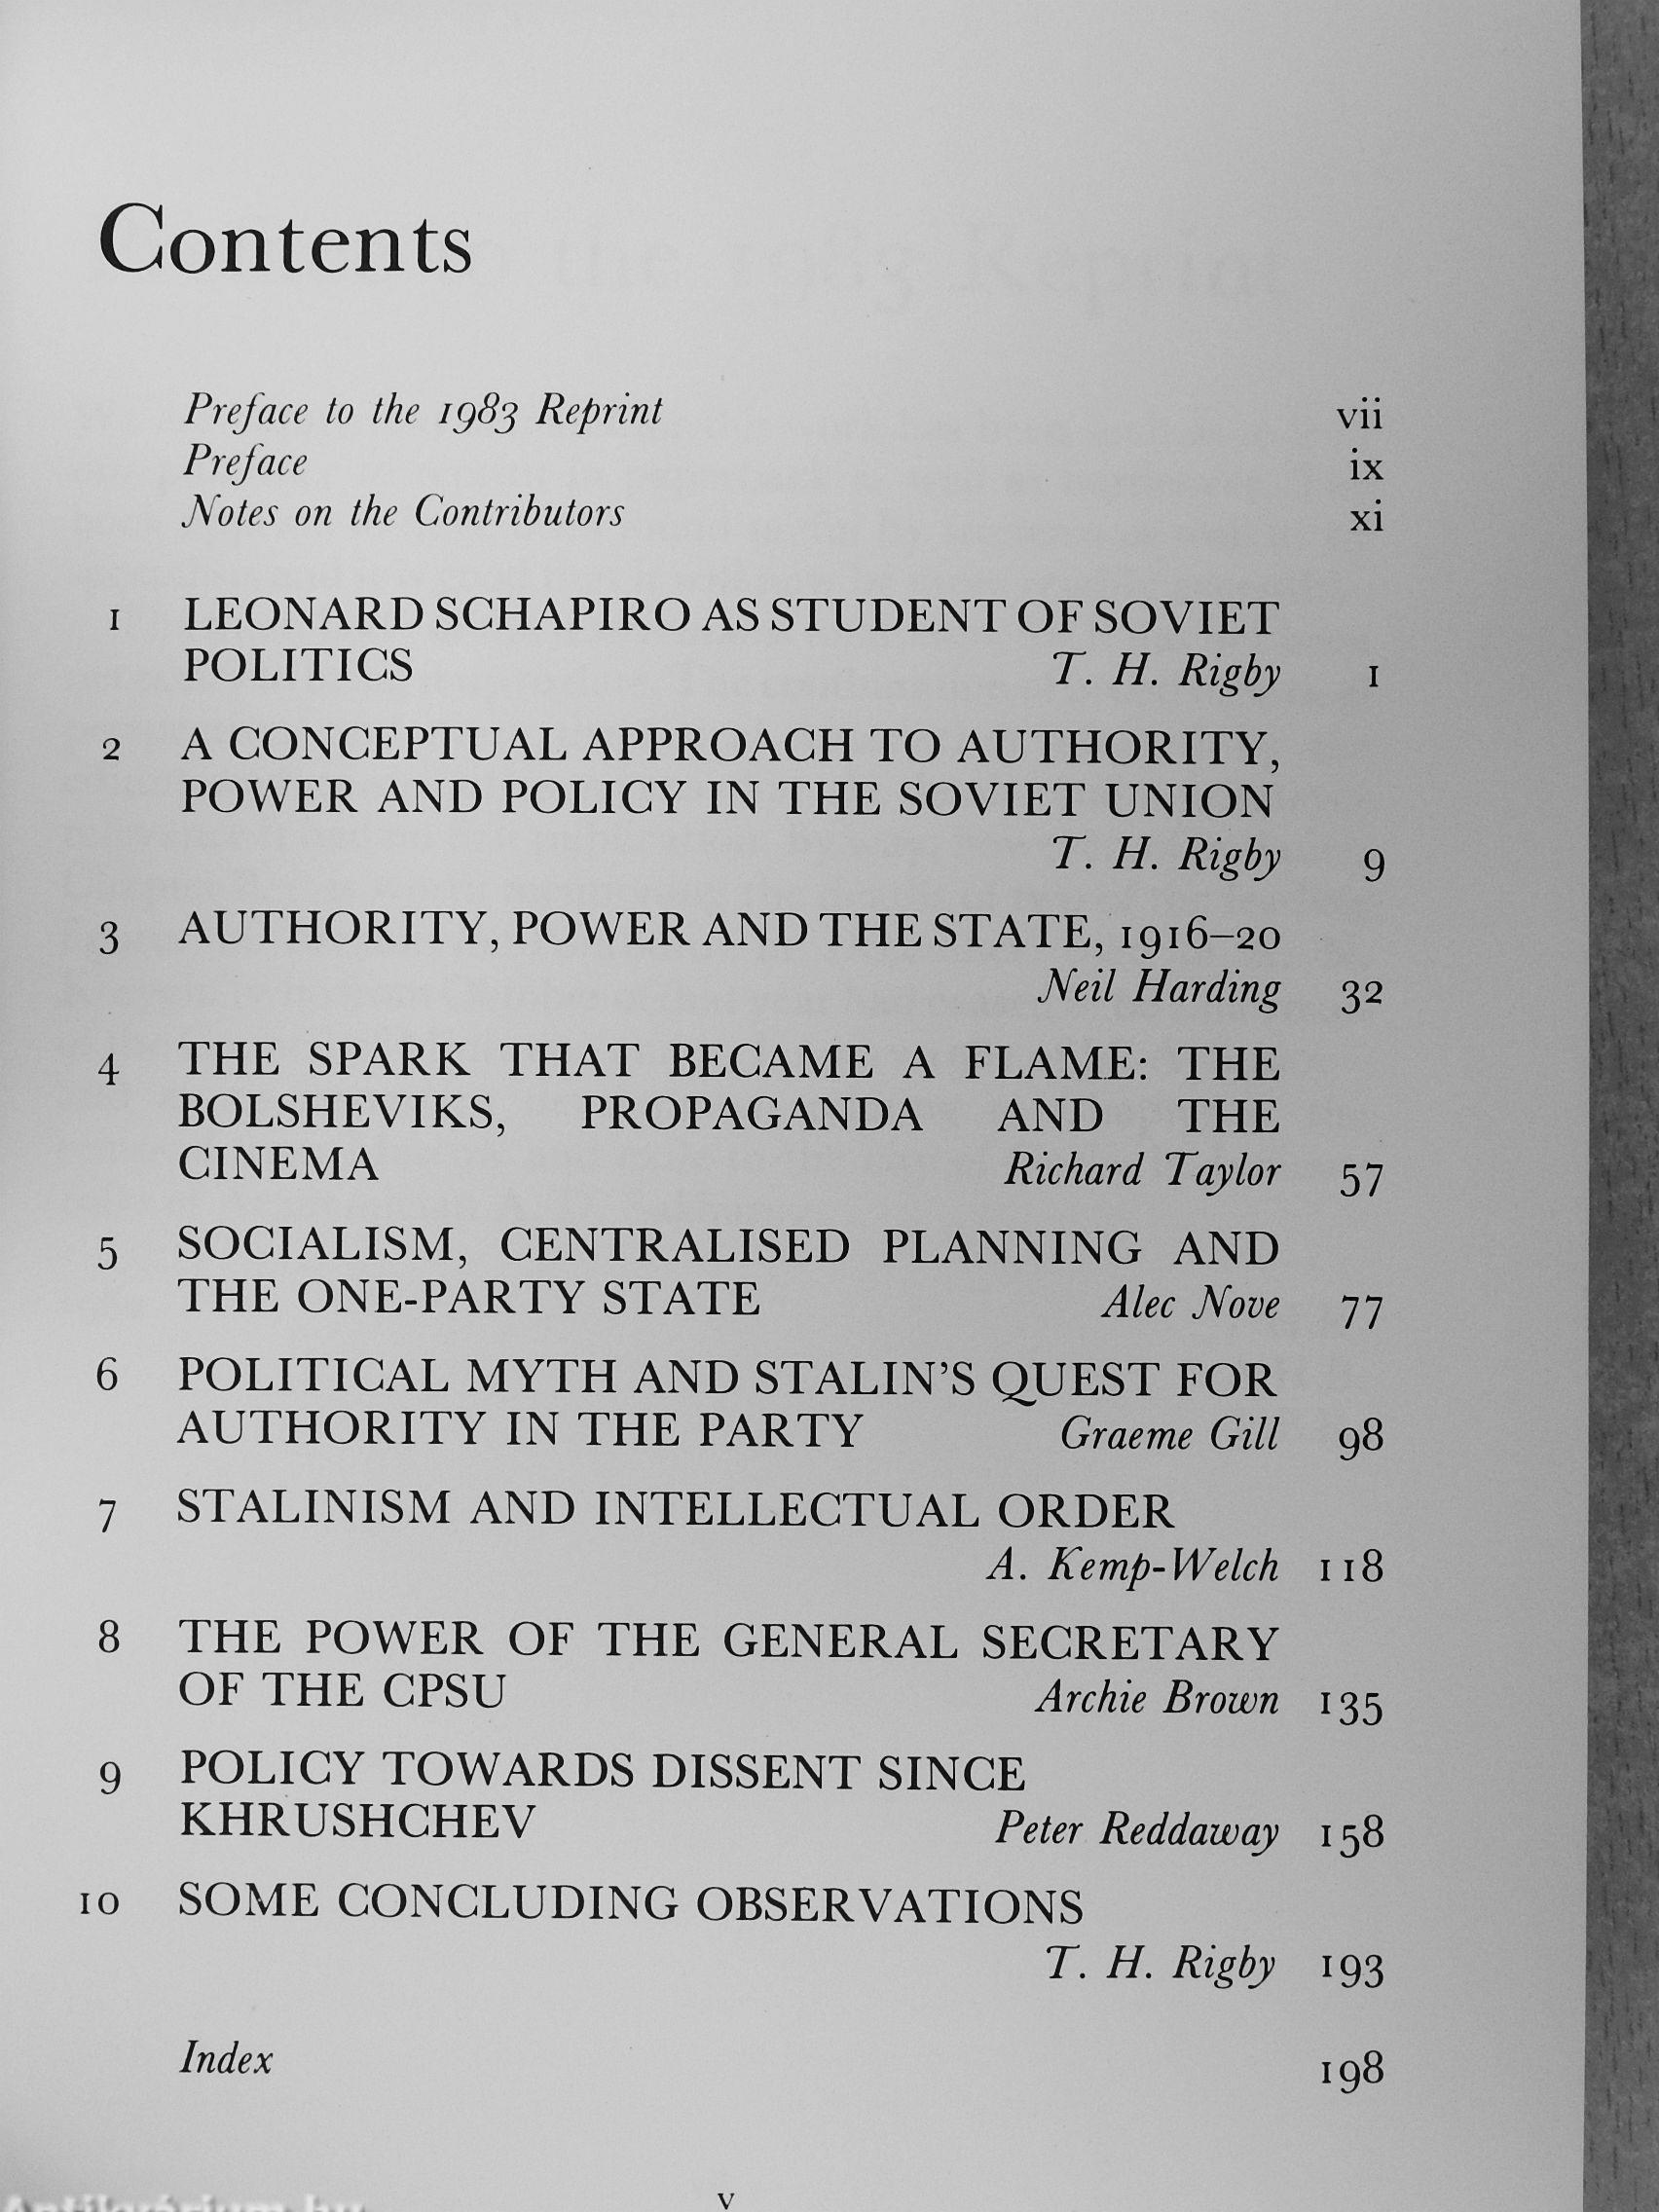 Contents
Preface to the 1983 Reprint vii
Preface ix
Notes on the Contributors xi
1 LEONARD SCHAPIRO AS STUDENT OF SOVIET
POLITICS T. H. Rigby 1
2 A CONCEPTUAL APPROACH TO AUTHORITY,
POWER AND POLICY IN THE SOVIET UNION
T. H. Rigby 9
3 AUTHORITY, POWER AND THE STATE, 1916–20
Neil Harding 32
4 THE SPARK THAT BECAME A FLAME: THE
BOLSHEVIKS, PROPAGANDA AND THE
CINEMA Richard Taylor 57
5 SOCIALISM, CENTRALISED PLANNING AND
THE ONE-PARTY STATE Alec Nove 77
6 POLITICAL MYTH AND STALIN'S QUEST FOR
AUTHORITY IN THE PARTY Graeme Gill 98
7 STALINISM AND INTELLECTUAL ORDER
A. Kemp-Welch 118
8 THE POWER OF THE GENERAL SECRETARY
OF THE CPSU Archie Brown 135
9 POLICY TOWARDS DISSENT SINCE
KHRUSHCHEV Peter Reddaway 158
10 SOME CONCLUDING OBSERVATIONS
T. H. Rigby 193
Index 198
v